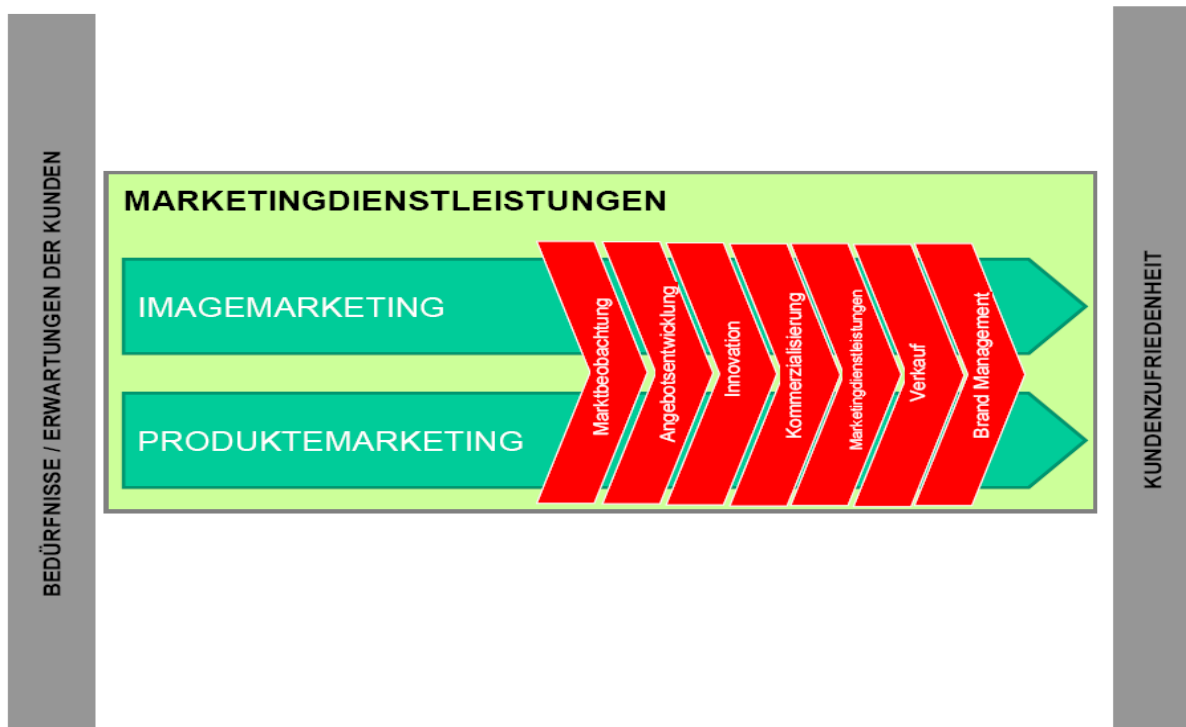 BEDÜRFNISSE / ERWARTUNGEN DER KUNDEN
MARKETINGDIENSTLEISTUNGEN
IMAGEMARKETING
PRODUKTEMARKETING
Marktbeobachtung
Angebotsentwicklung
Innovation
Kommerzialisierung
Marketingdienstleistungen
Verkauf
Brand Management
KUNDENZUFRIEDENHEIT